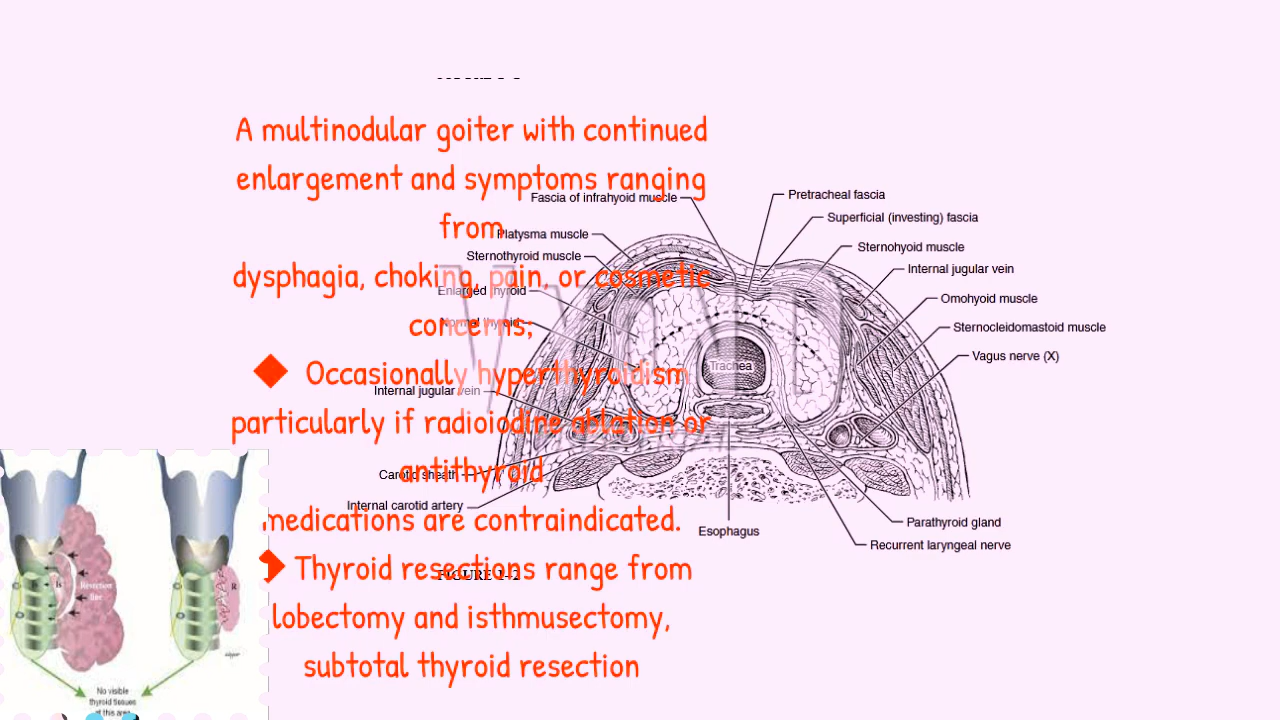 A multinodular goiter with continued
enlargement and symptoms ranging
from
dysphagia, choking, pain, or cosmetic
concerns;
◆ Occasionally hyperthyroidism
particularly if radioiodine ablation or
antithyroid
medications are contraindicated.
◆ Thyroid resections range from
lobectomy and isthmusectomy,
subtotal thyroid resection
Fascia of infrahyoid muscle
Platysma muscle
Sternothyroid muscle
Enlarged thyroid
Normal thyroid
Internal jugular vein
Carotid sheath
Internal carotid artery
Pretracheal fascia
Superficial (investing) fascia
Sternohyoid muscle
Internal jugular vein
Omohyoid muscle
Sternocleidomastoid muscle
Vagus nerve (X)
Trachea
Esophagus
Parathyroid gland
Recurrent laryngeal nerve
FIGURE 1-2
Is
Resection
line
R
No visible
thyroid tissues
at this area